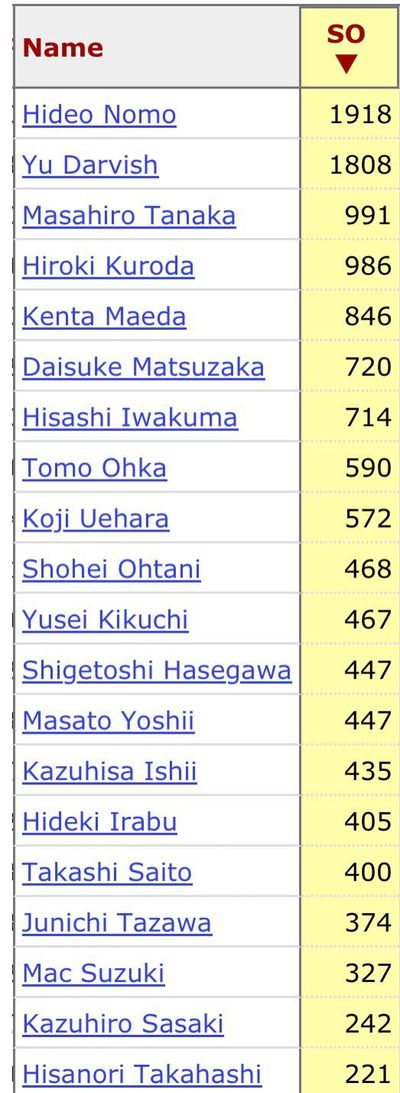 Name SO
▼
Hideo Nomo 1918
Yu Darvish 1808
Masahiro Tanaka 991
Hiroki Kuroda 986
Kenta Maeda 846
Daisuke Matsuzaka 720
Hisashi Iwakuma 714
Tomo Ohka 590
Koji Uehara 572
Shohei Ohtani 468
Yusei Kikuchi 467
Shigetoshi Hasegawa 447
Masato Yoshii 447
Kazuhisa Ishii 435
Hideki Irabu 405
Takashi Saito 400
Junichi Tazawa 374
Mac Suzuki 327
Kazuhiro Sasaki 242
Hisanori Takahashi 221